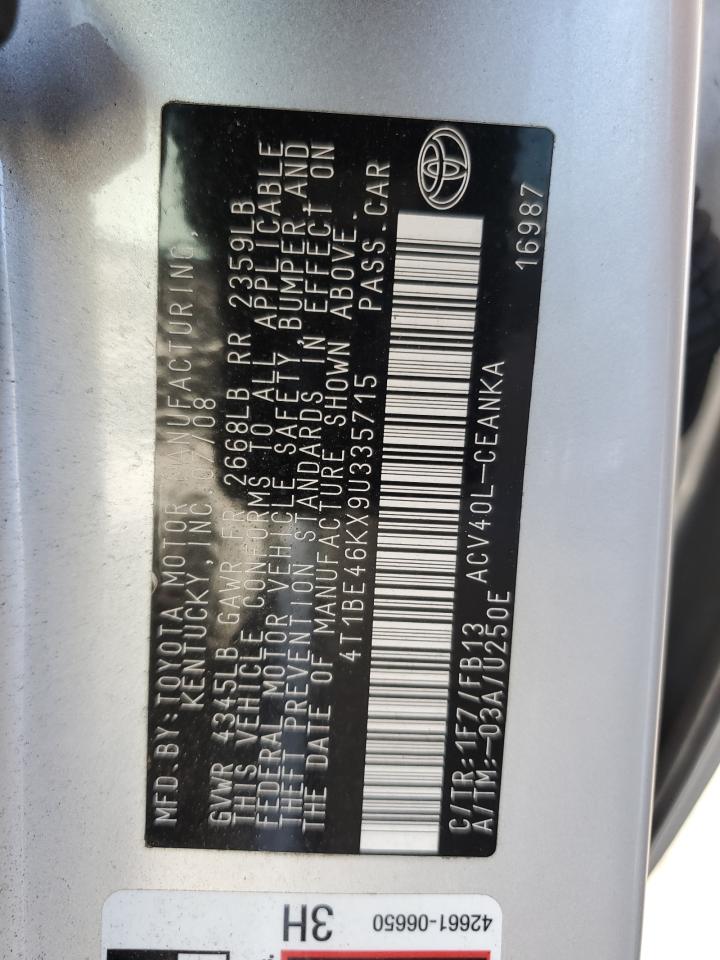 MFD.BY:TOYOTA MOTOR MANUFACTURING,
KENTUCKY,INC. /08
GVWR 4345LB GAWR FR 2668LB RR 2359LB
THIS VEHICLE CONFORMS TO ALL APPLICABLE
FEDERAL MOTOR VEHICLE SAFETY,BUMPER,AND
THEFT PREVENTION STANDARDS IN EFFECT ON
THE DATE OF MANUFACTURE SHOWN ABOVE.
4T1BE46KX9U335715 PASS.CAR
C/TR:1F7/FB13 ACV40L-CEANKA 16987
A/TM:-03A/U250E
42661-06650
3H